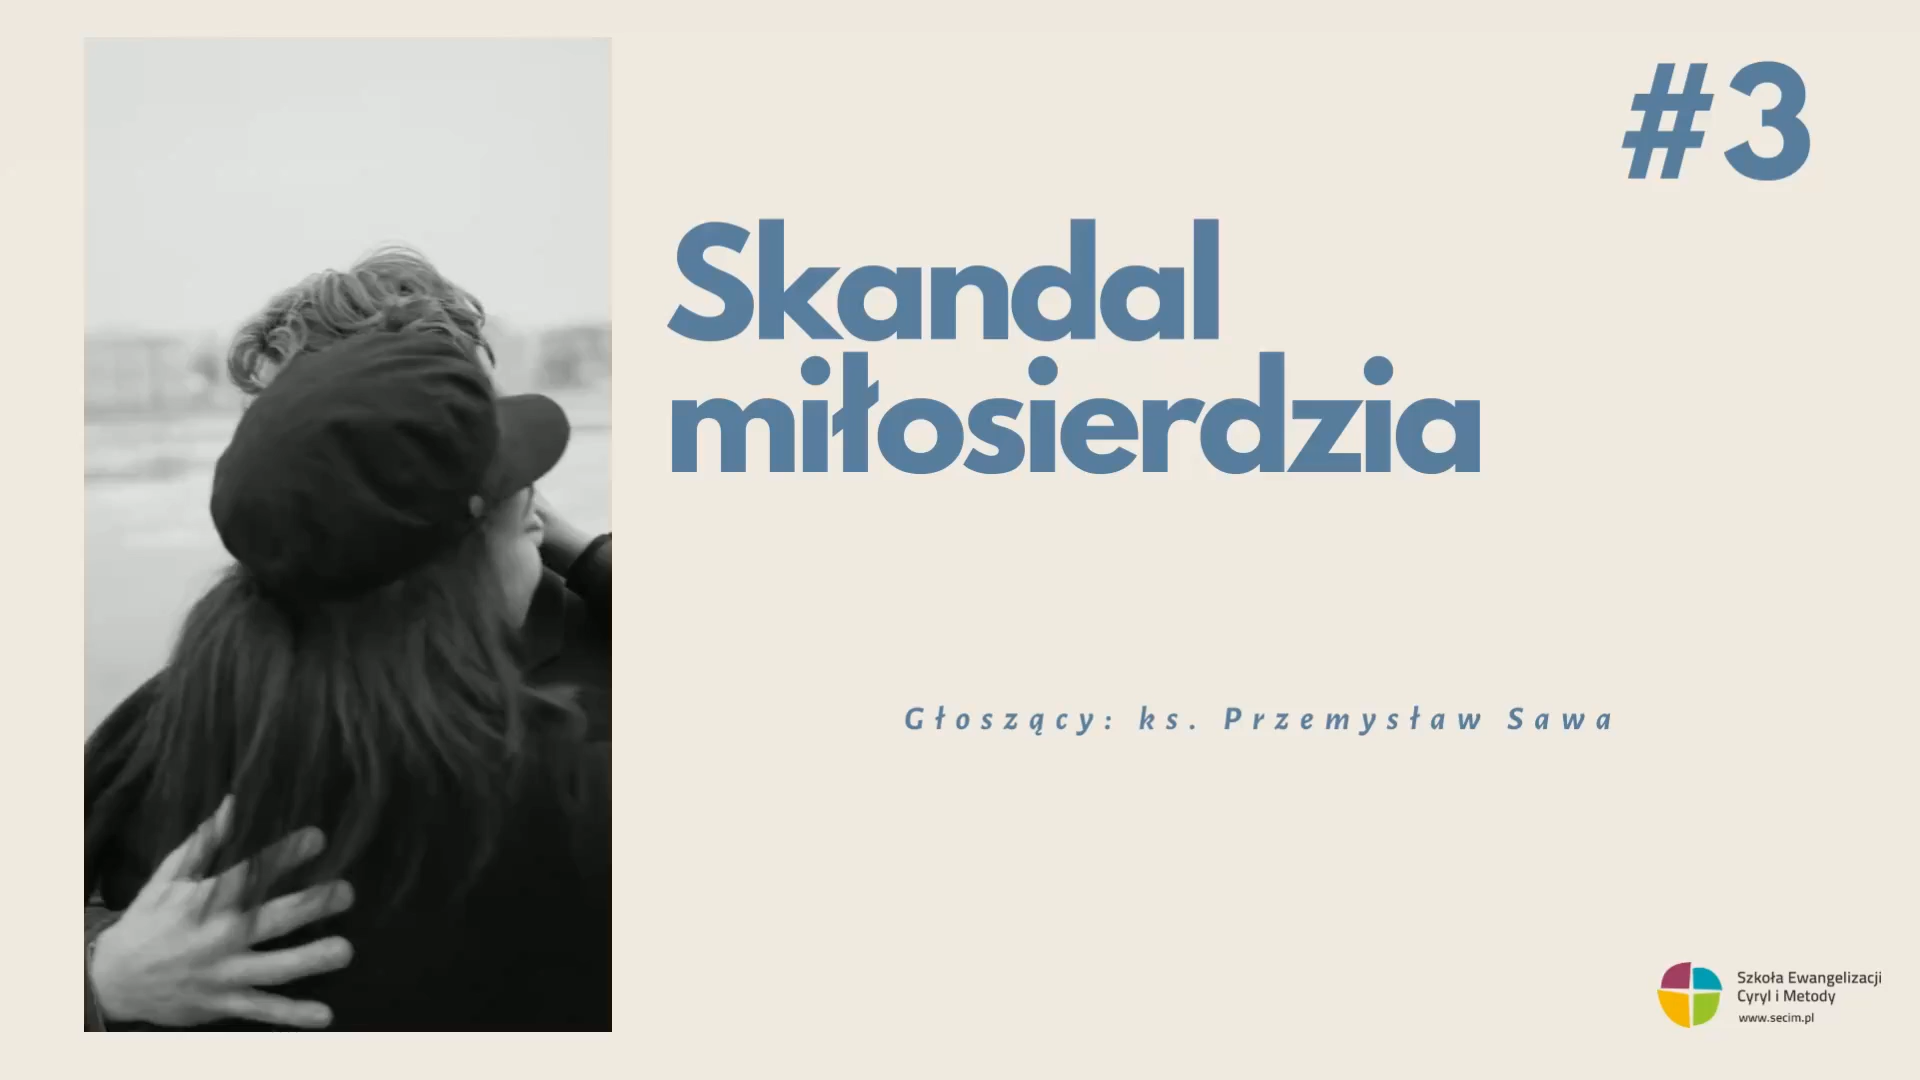 #3
Skandal
miłosierdzia
Głoszący: ks. Przemysław Sawa
Szkoła Ewangelizacji
Cyryl i Metody
www.secim.pl